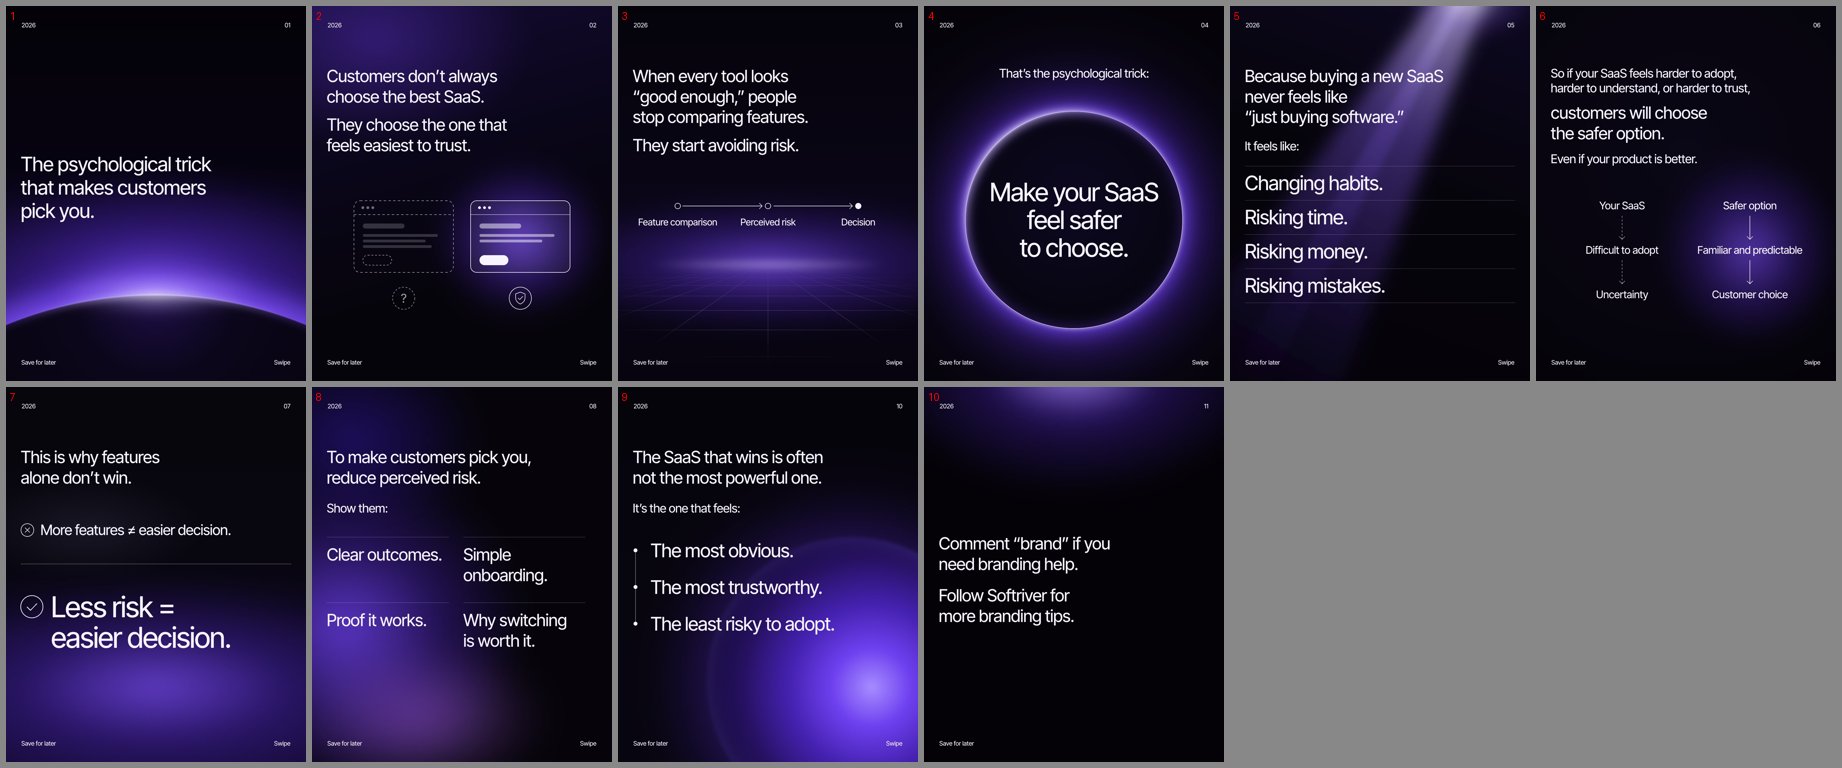 1
2026
01
The psychological trick
that makes customers
pick you.
Save for later
Swipe
2
2026
02
Customers don’t always
choose the best SaaS.
They choose the one that
feels easiest to trust.
?
Save for later
Swipe
3
2026
03
When every tool looks
“good enough,” people
stop comparing features.
They start avoiding risk.
Feature comparison
Perceived risk
Decision
Save for later
Swipe
4
2026
04
That’s the psychological trick:
Make your SaaS
feel safer
to choose.
Save for later
Swipe
5
2026
05
Because buying a new SaaS
never feels like
“just buying software.”
It feels like:
Changing habits.
Risking time.
Risking money.
Risking mistakes.
Save for later
Swipe
6
2026
06
So if your SaaS feels harder to adopt,
harder to understand, or harder to trust,
customers will choose
the safer option.
Even if your product is better.
Your SaaS
Difficult to adopt
Uncertainty
Safer option
Familiar and predictable
Customer choice
Save for later
Swipe
7
2026
07
This is why features
alone don’t win.
More features ≠ easier decision.
Less risk =
easier decision.
Save for later
Swipe
8
2026
08
To make customers pick you,
reduce perceived risk.
Show them:
Clear outcomes.
Simple
onboarding.
Proof it works.
Why switching
is worth it.
Save for later
Swipe
9
2026
10
The SaaS that wins is often
not the most powerful one.
It’s the one that feels:
The most obvious.
The most trustworthy.
The least risky to adopt.
Save for later
Swipe
10
2026
11
Comment “brand” if you
need branding help.
Follow Softriver for
more branding tips.
Save for later